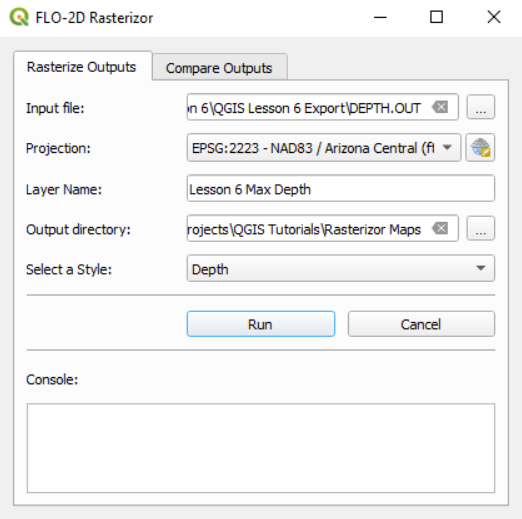 FLO-2D Rasterizor
Rasterize Outputs
Compare Outputs
Input file:
n 6\QGIS Lesson 6 Export\DEPTH.OUT
...
Projection:
EPSG:2223 - NAD83 / Arizona Central (ft
Layer Name:
Lesson 6 Max Depth
Output directory:
rojects\QGIS Tutorials\Rasterizor Maps
...
Select a Style:
Depth
Run
Cancel
Console: